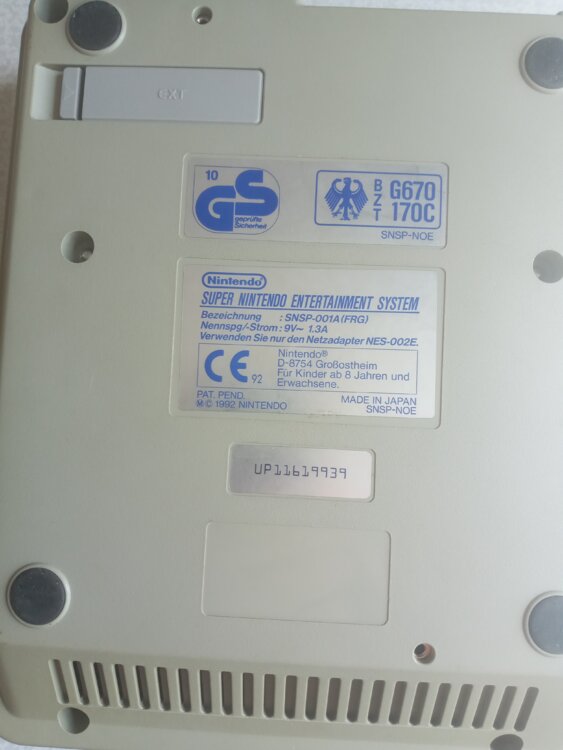 EXT
10
GS
geprüfte
Sicherheit
BZT
G670
170C
SNSP-NOE
Nintendo
SUPER NINTENDO ENTERTAINMENT SYSTEM
Bezeichnung : SNSP-001A(FRG)
Nennspg/-Strom: 9V~ 1.3A
Verwenden Sie nur den Netzadapter NES-002E.
CE 92
Nintendo®
D-8754 Großostheim
Für Kinder ab 8 Jahren und
Erwachsene.
PAT. PEND.
Ⓜ© 1992 NINTENDO
MADE IN JAPAN
SNSP-NOE
UP11619939